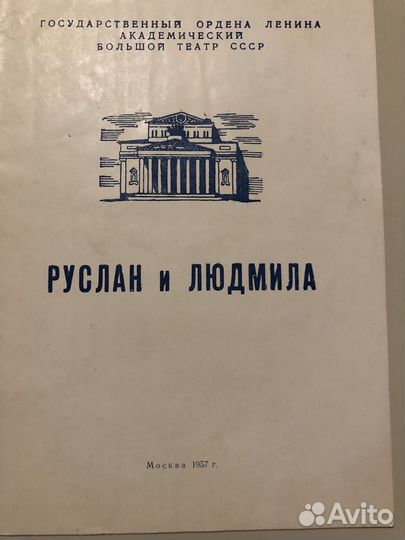 ГОСУДАРСТВЕННЫЙ ОРДЕНА ЛЕНИНА
АКАДЕМИЧЕСКИЙ
БОЛЬШОЙ ТЕАТР СССР
РУСЛАН и ЛЮДМИЛА
Москва 1957 г.
Avito